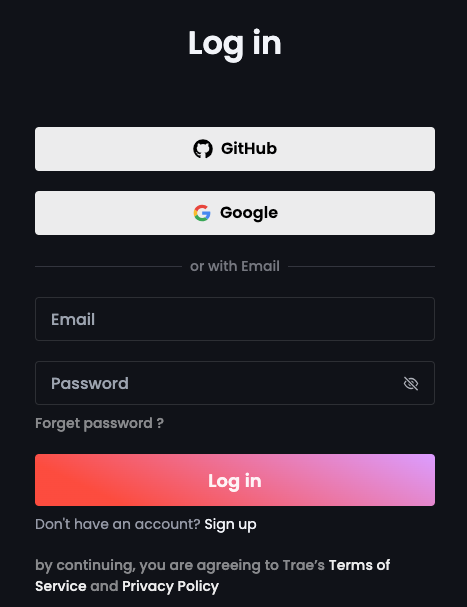 Log in
GitHub
Google
or with Email
Email
Password
Forget password ?
Log in
Don't have an account? Sign up
by continuing, you are agreeing to Trae’s Terms of
Service and Privacy Policy